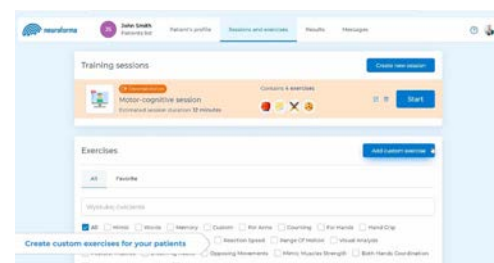 neuroforma
JS John Smith Patients list Patient's profile Sessions and exercises Results Messages
Training sessions Create new session
Recommended
Motor-cognitive session
Estimated session duration: 12 minutes
Contains 4 exercises
Start
Exercises Add custom exercise
All Favorite
All Mimic Words Memory Custom For Arms Counting For Hands Hand Grip
Reaction Speed Range Of Motion Visual Analysis
Opposing Movements Mimic Muscles Strength Both Hands Coordination
Create custom exercises for your patients